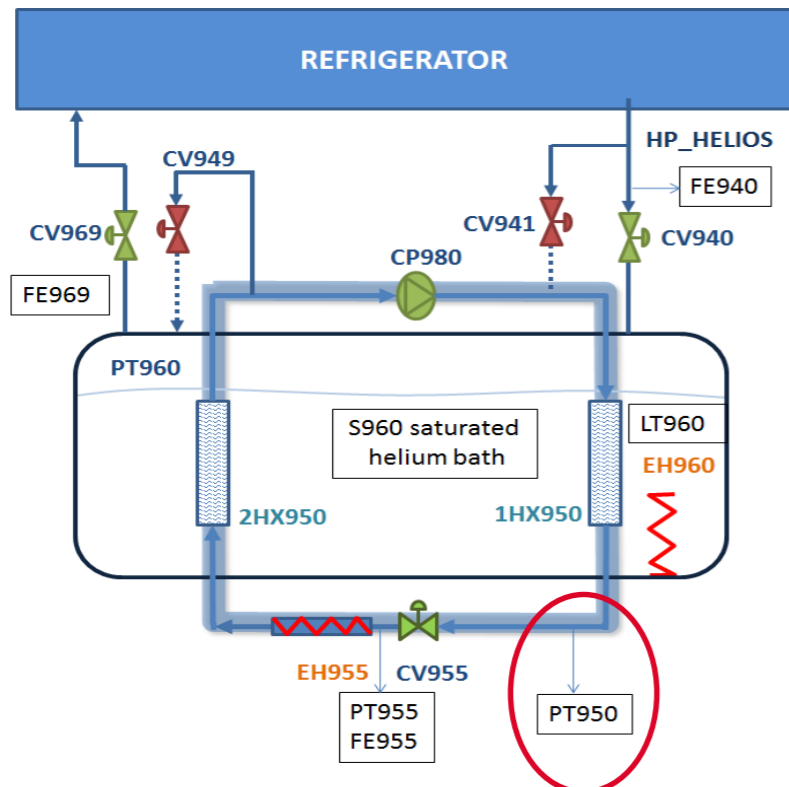 REFRIGERATOR
HP_HELIOS
CV949
FE940
CV969
CV941
CV940
CP980
FE969
PT960
S960 saturated
helium bath
LT960
EH960
2HX950
1HX950
EH955
CV955
PT955
FE955
PT950